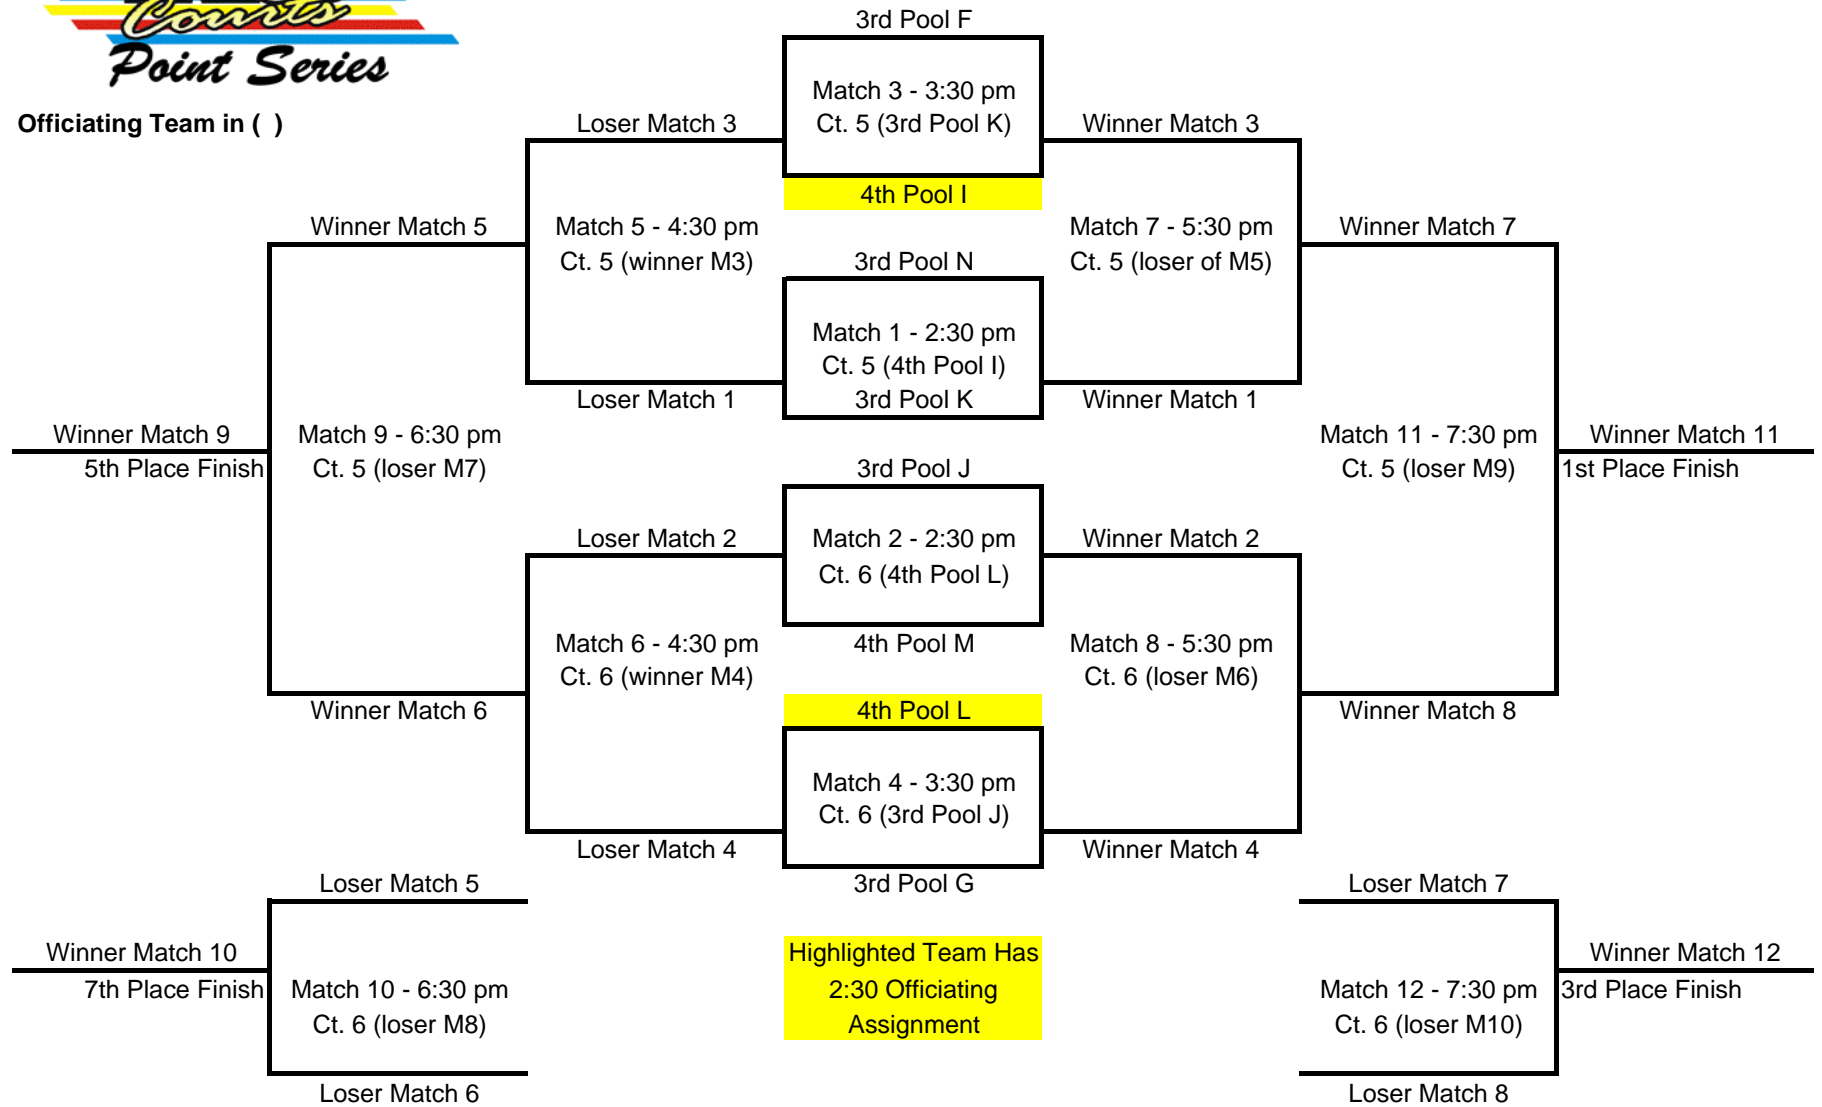 Courts
Point Series
Officiating Team in (  )
3rd Pool F
Match 3 - 3:30 pm
Ct. 5 (3rd Pool K)
Loser Match 3
Winner Match 3
4th Pool I
Winner Match 5
Match 5 - 4:30 pm
Ct. 5 (winner M3)
Match 7 - 5:30 pm
Ct. 5 (loser of M5)
Winner Match 7
3rd Pool N
Match 1 - 2:30 pm
Ct. 5 (4th Pool I)
Loser Match 1
3rd Pool K
Winner Match 1
Winner Match 9
5th Place Finish
Match 9 - 6:30 pm
Ct. 5 (loser M7)
Match 11 - 7:30 pm
Ct. 5 (loser M9)
Winner Match 11
1st Place Finish
3rd Pool J
Loser Match 2
Match 2 - 2:30 pm
Ct. 6 (4th Pool L)
Winner Match 2
Match 6 - 4:30 pm
Ct. 6 (winner M4)
4th Pool M
Match 8 - 5:30 pm
Ct. 6 (loser M6)
Winner Match 6
4th Pool L
Winner Match 8
Match 4 - 3:30 pm
Ct. 6 (3rd Pool J)
Loser Match 4
Winner Match 4
3rd Pool G
Loser Match 5
Loser Match 7
Winner Match 10
7th Place Finish
Match 10 - 6:30 pm
Ct. 6 (loser M8)
Highlighted Team Has
2:30 Officiating
Assignment
Match 12 - 7:30 pm
Ct. 6 (loser M10)
Winner Match 12
3rd Place Finish
Loser Match 6
Loser Match 8